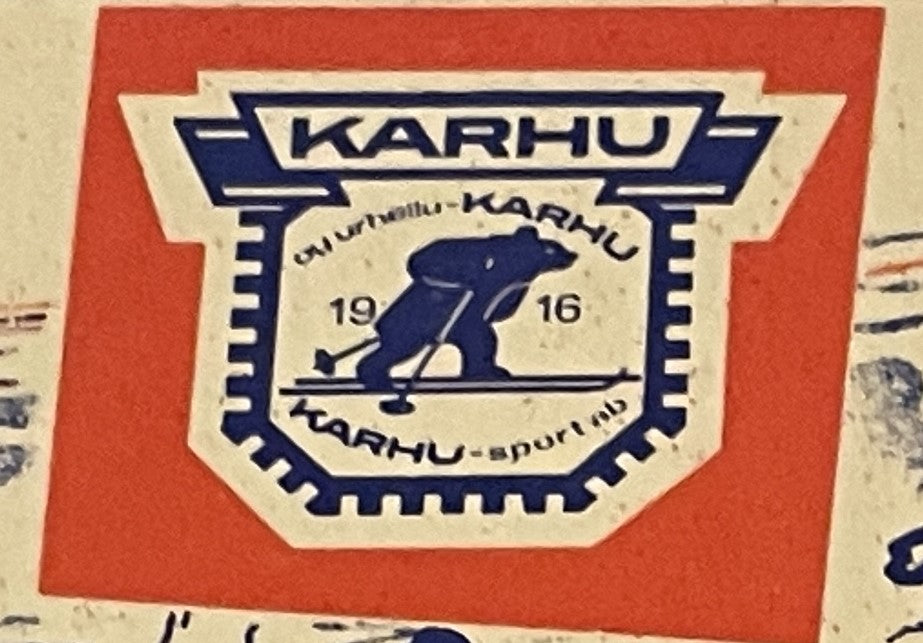 KARHU
oy urheilu-KARHU
19 16
KARHU-sport ab